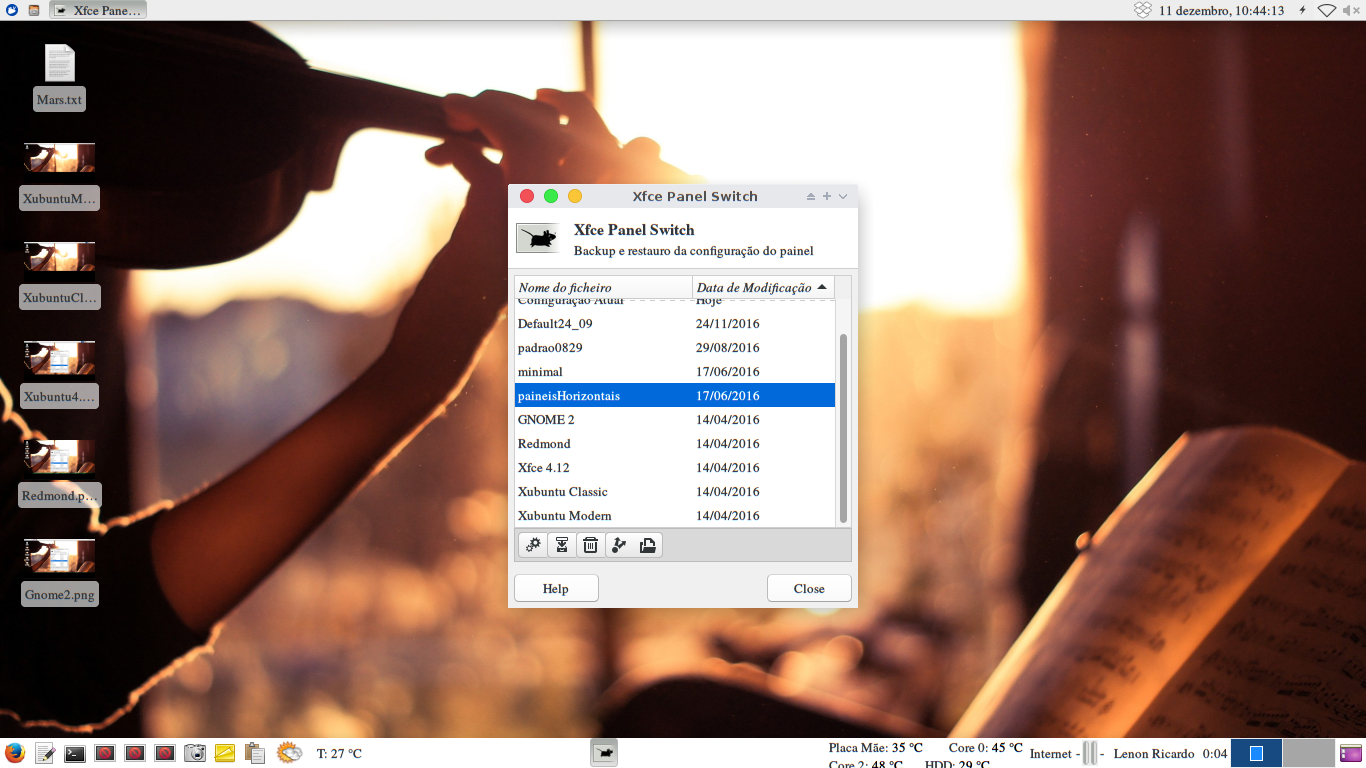 Xfce Pane...
11 dezembro, 10:44:13
Mars.txt
XubuntuM...
XubuntuCl...
Xubuntu4....
Redmond.p...
Gnome2.png
Xfce Panel Switch
Xfce Panel Switch
Backup e restauro da configuração do painel
Nome do ficheiro Data de Modificação
Configuração Atual Hoje
Default24_09 24/11/2016
padrao0829 29/08/2016
minimal 17/06/2016
paineisHorizontais 17/06/2016
GNOME 2 14/04/2016
Redmond 14/04/2016
Xfce 4.12 14/04/2016
Xubuntu Classic 14/04/2016
Xubuntu Modern 14/04/2016
Help Close
T: 27 °C
Placa Mãe: 35 °C Core 0: 45 °C
Core 2: 48 °C HDD: 29 °C
Internet - -
Lenon Ricardo 0:04